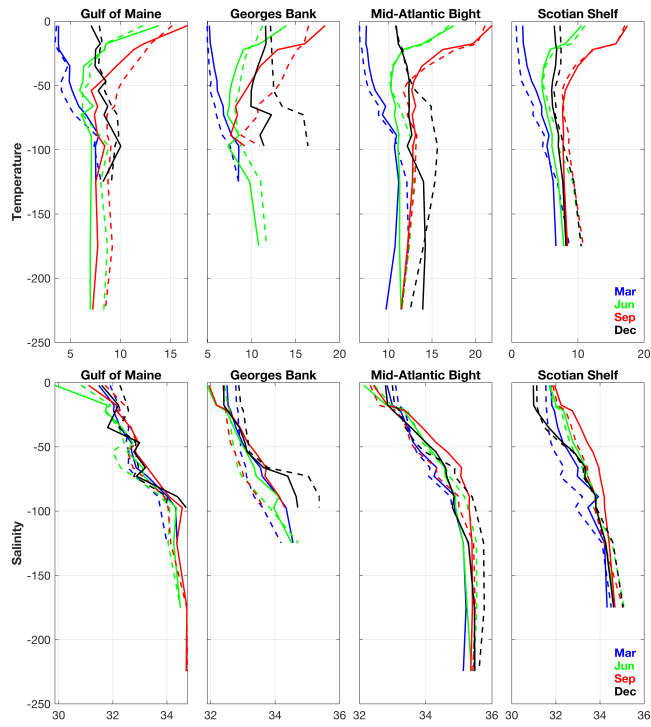 Gulf of Maine Georges Bank Mid-Atlantic Bight Scotian Shelf
0
-50
-100
-150
-200
-250
Temperature
5 10 15
5 10 15 20
10 15 20
0 10 20
Mar
Jun
Sep
Dec
Gulf of Maine Georges Bank Mid-Atlantic Bight Scotian Shelf
0
-50
-100
-150
-200
-250
Salinity
30 32 34
32 34 36
32 34 36
30 32 34 36
Mar
Jun
Sep
Dec